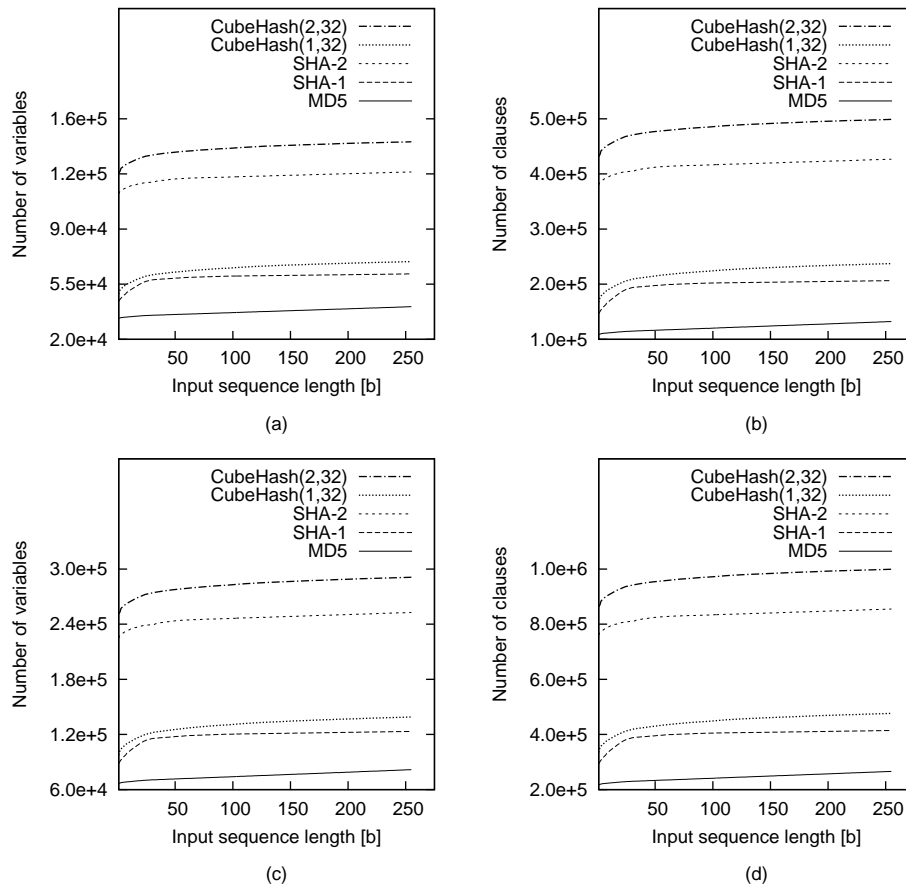 CubeHash(2,32)
CubeHash(1,32)
SHA-2
SHA-1
MD5
Number of variables
1.6e+5
1.2e+5
9.0e+4
5.5e+4
2.0e+4
50 100 150 200 250
Input sequence length [b]
(a)
CubeHash(2,32)
CubeHash(1,32)
SHA-2
SHA-1
MD5
Number of clauses
5.0e+5
4.0e+5
5.0e+5
2.0e+5
1.0e+5
50 100 150 200 250
Input sequence length [b]
(b)
CubeHash(2,32)
CubeHash(1,32)
SHA-2
SHA-1
MD5
Number of variables
3.0e+5
2.4e+5
1.8e+5
1.2e+5
6.0e+4
50 100 150 200 250
Input sequence length [b]
(c)
CubeHash(2,32)
CubeHash(1,32)
SHA-2
SHA-1
MD5
Number of clauses
1.0e+6
8.0e+5
6.0e+5
4.0e+5
2.0e+5
50 100 150 200 250
Input sequence length [b]
(d)